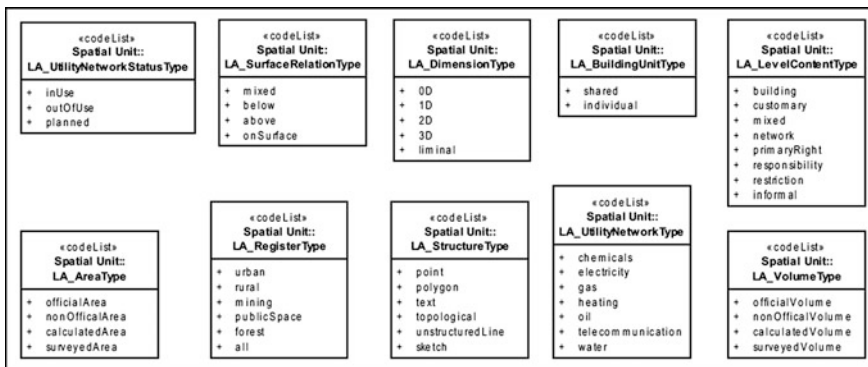 «codeList»
Spatial Unit::
LA_UtilityNetworkStatusType
+ inUse
+ outOfUse
+ planned
«codeList»
Spatial Unit::
LA_SurfaceRelationType
+ mixed
+ below
+ above
+ onSurface
«codeList»
Spatial Unit::
LA_DimensionType
+ 0D
+ 1D
+ 2D
+ 3D
+ liminal
«codeList»
Spatial Unit::
LA_BuildingUnitType
+ shared
+ individual
«codeList»
Spatial Unit::
LA_LevelContentType
+ building
+ customary
+ mixed
+ network
+ primaryRight
+ responsibility
+ restriction
+ informal
«codeList»
Spatial Unit::
LA_AreaType
+ officialArea
+ nonOfficalArea
+ calculatedArea
+ surveyedArea
«codeList»
Spatial Unit::
LA_RegisterType
+ urban
+ rural
+ mining
+ publicSpace
+ forest
+ all
«codeList»
Spatial Unit::
LA_StructureType
+ point
+ polygon
+ text
+ topological
+ unstructuredLine
+ sketch
«codeList»
Spatial Unit::
LA_UtilityNetworkType
+ chemicals
+ electricity
+ gas
+ heating
+ oil
+ telecommunication
+ water
«codeList»
Spatial Unit::
LA_VolumeType
+ officialVolume
+ nonOfficalVolume
+ calculatedVolume
+ surveyedVolume